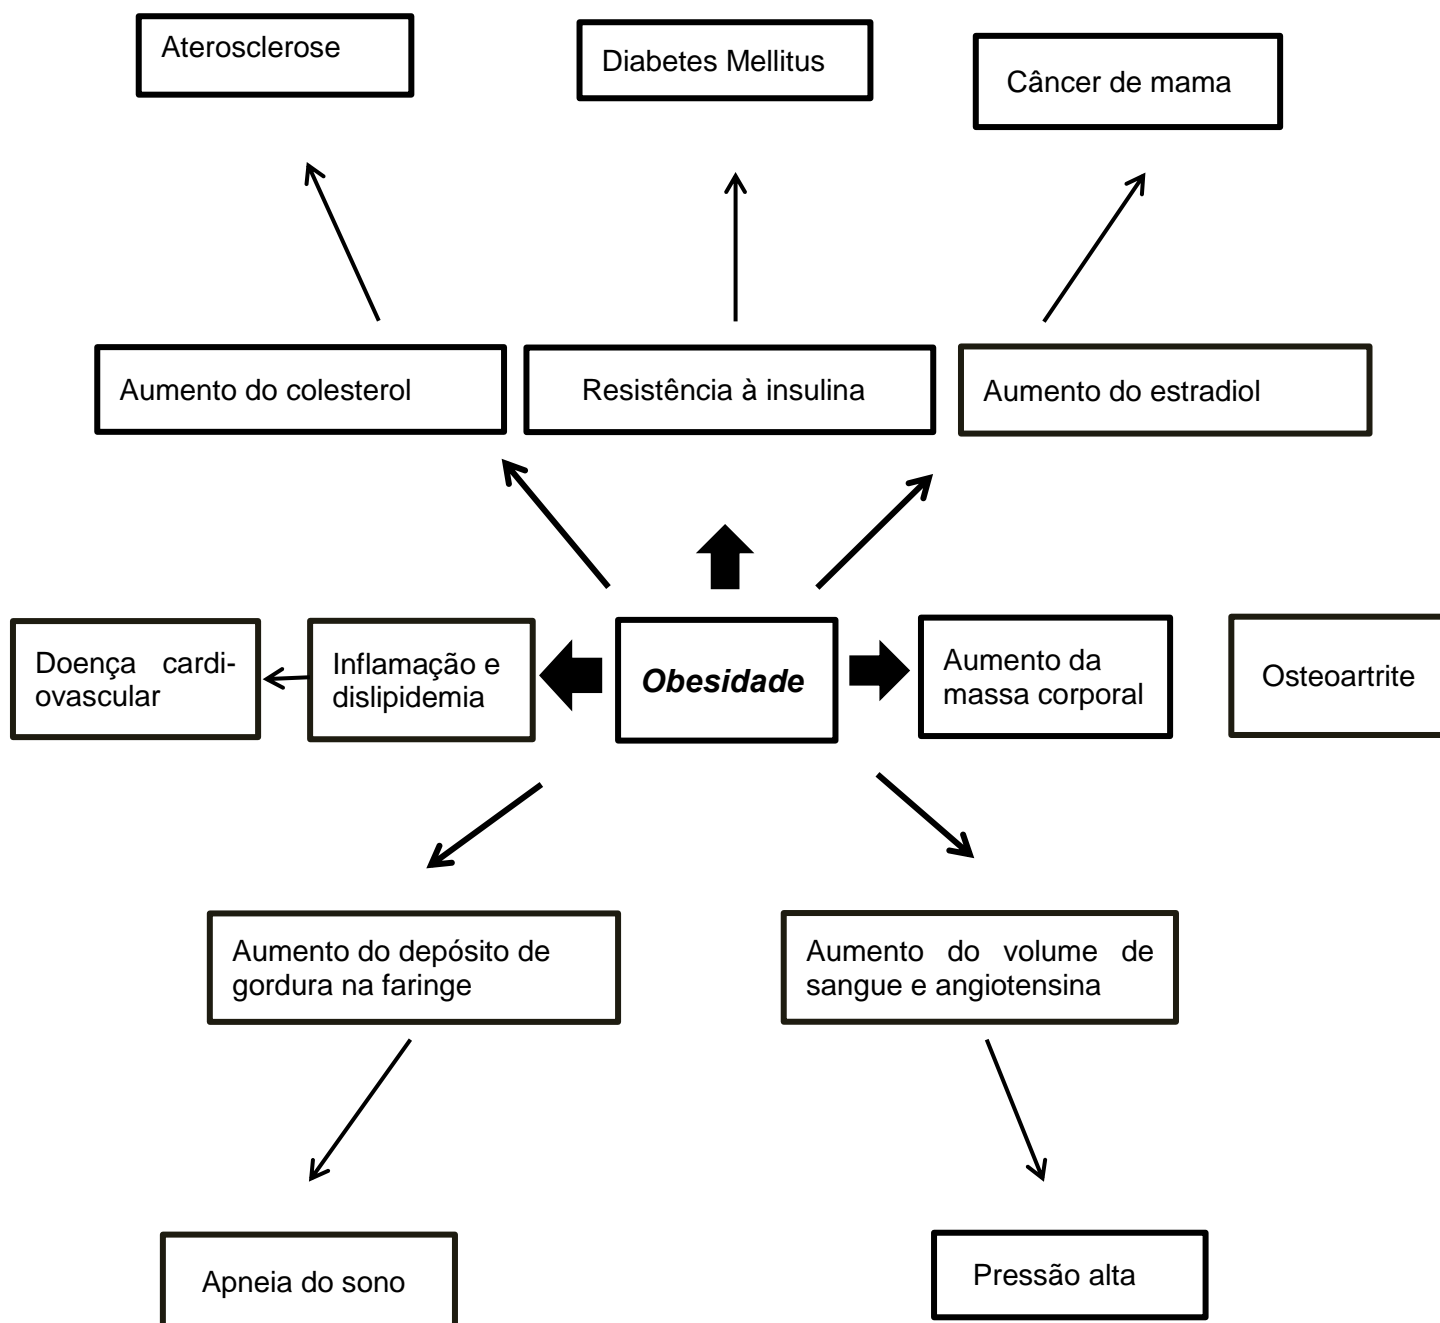 Aterosclerose
Diabetes Mellitus
Câncer de mama
Aumento do colesterol
Resistência à insulina
Aumento do estradiol
Doença cardi-
ovascular
Inflamação e
dislipidemia
Obesidade
Aumento da
massa corporal
Osteoartrite
Aumento do depósito de
gordura na faringe
Aumento do volume de
sangue e angiotensina
Apneia do sono
Pressão alta